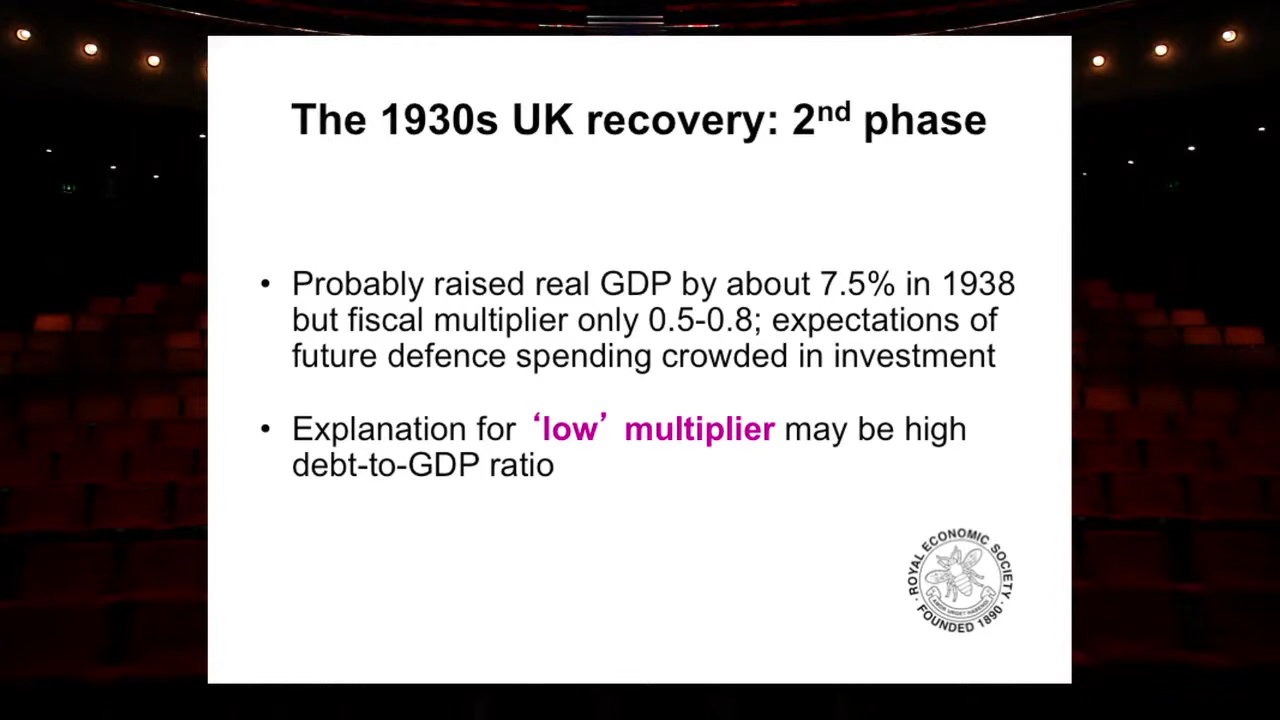 The 1930s UK recovery: 2nd phase
• Probably raised real GDP by about 7.5% in 1938
but fiscal multiplier only 0.5-0.8; expectations of
future defence spending crowded in investment
• Explanation for ‘low’ multiplier may be high
debt-to-GDP ratio
ROYAL ECONOMIC SOCIETY
· FOUNDED 1890 ·